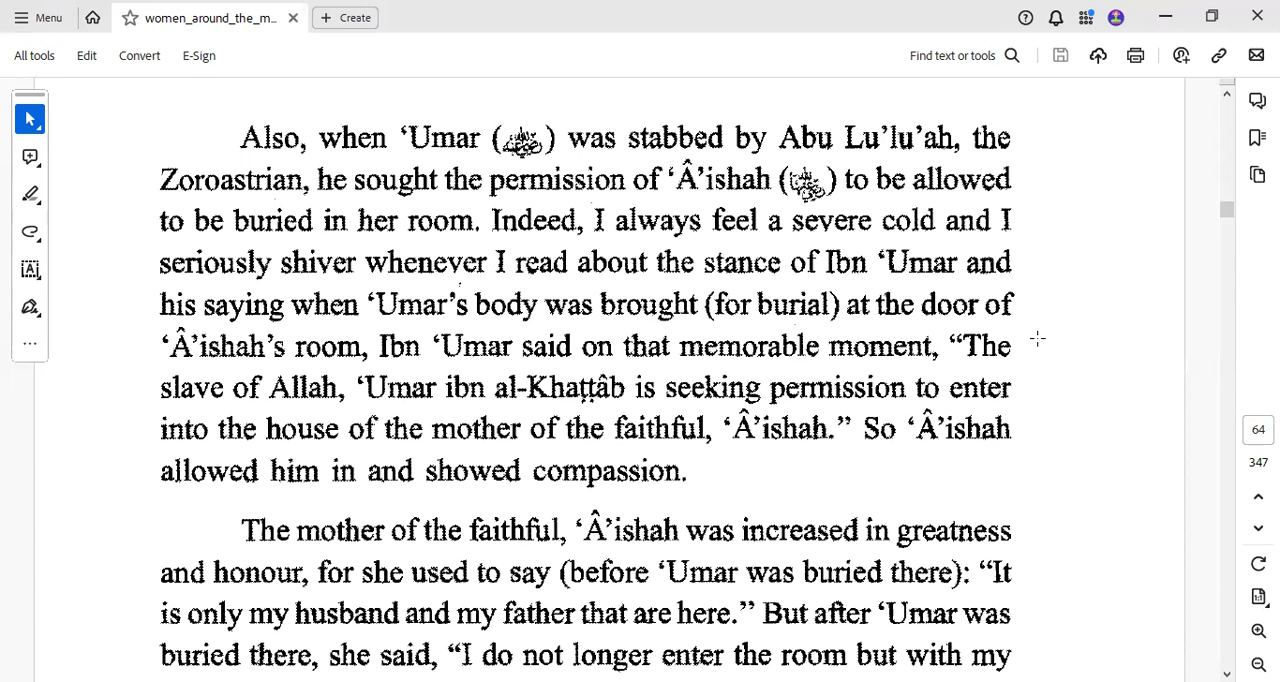 Menu
women_around_the_m...
Create
All tools
Edit
Convert
E-Sign
Find text or tools
Also, when ‘Umar () was stabbed by Abu Lu’lu’ah, the
Zoroastrian, he sought the permission of ‘Â’ishah () to be allowed
to be buried in her room. Indeed, I always feel a severe cold and I
seriously shiver whenever I read about the stance of Ibn ‘Umar and
his saying when ‘Umar’s body was brought (for burial) at the door of
‘Â’ishah’s room, Ibn ‘Umar said on that memorable moment, “The
slave of Allah, ‘Umar ibn al-Khaṭṭâb is seeking permission to enter
into the house of the mother of the faithful, ‘Â’ishah.” So ‘Â’ishah
allowed him in and showed compassion.
The mother of the faithful, ‘Â’ishah was increased in greatness
and honour, for she used to say (before ‘Umar was buried there): “It
is only my husband and my father that are here.” But after ‘Umar was
buried there, she said, “I do not longer enter the room but with my
64
347